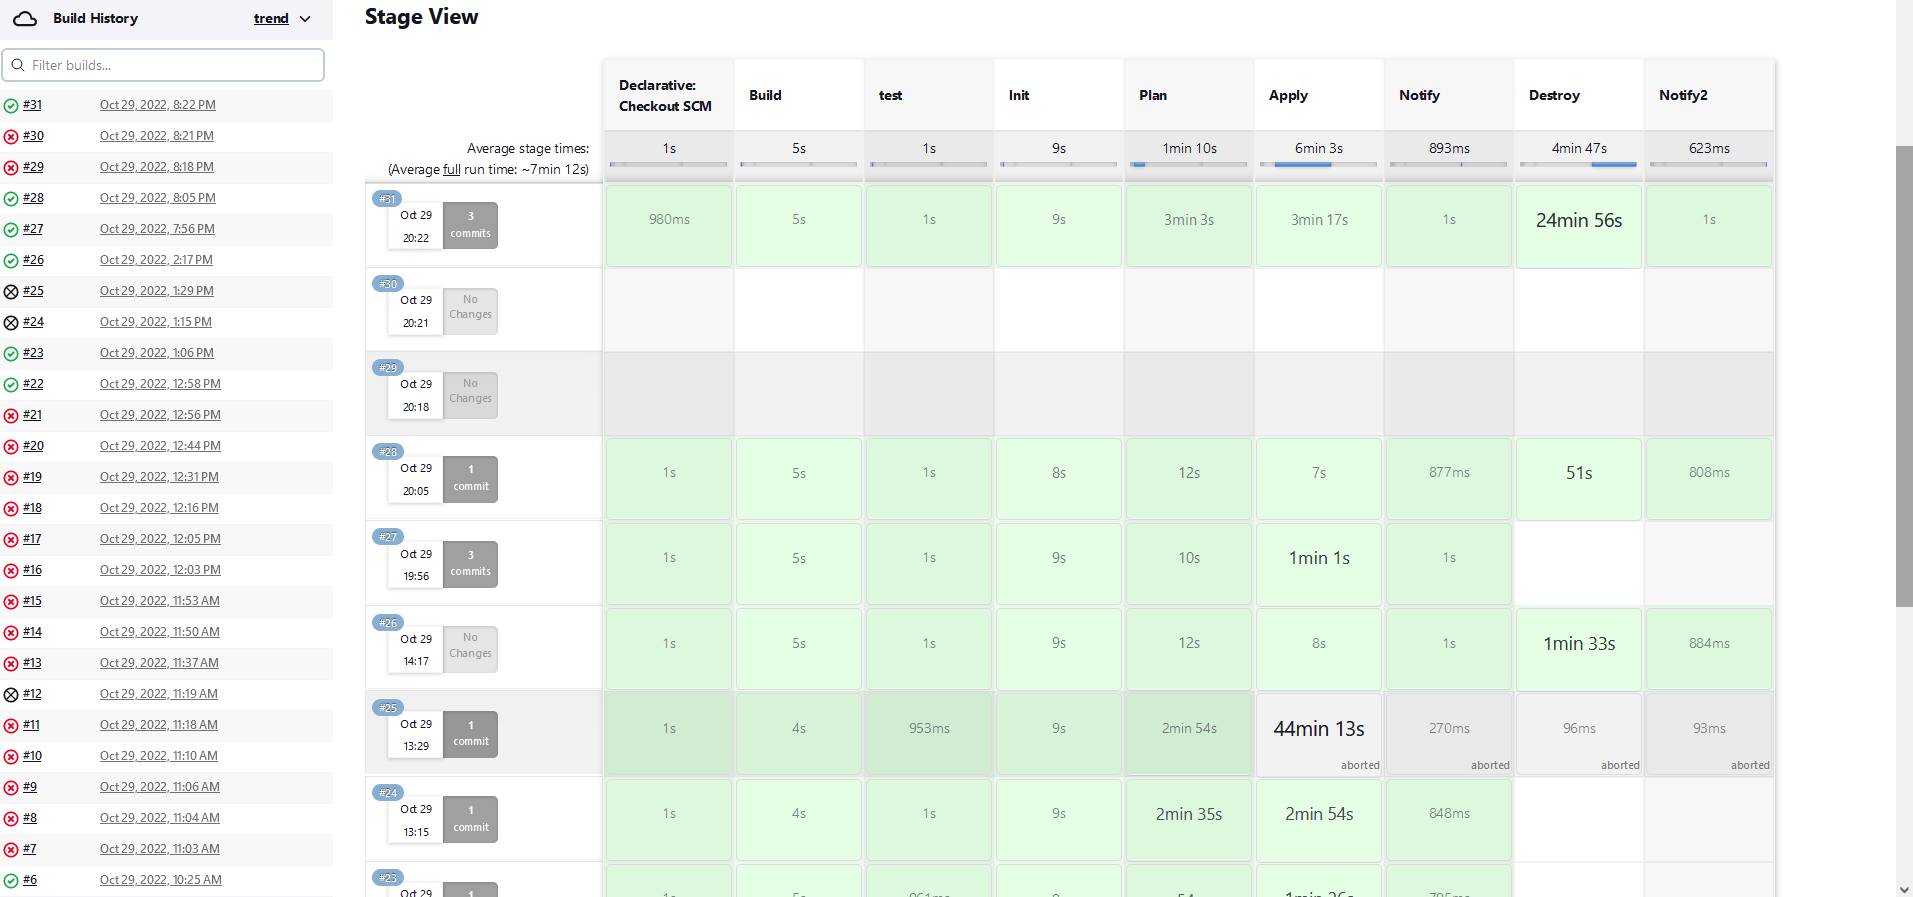 Build History
trend
Filter builds...
#31 Oct 29, 2022, 8:22 PM
#30 Oct 29, 2022, 8:21 PM
#29 Oct 29, 2022, 8:18 PM
#28 Oct 29, 2022, 8:05 PM
#27 Oct 29, 2022, 7:56 PM
#26 Oct 29, 2022, 2:17 PM
#25 Oct 29, 2022, 1:29 PM
#24 Oct 29, 2022, 1:15 PM
#23 Oct 29, 2022, 1:06 PM
#22 Oct 29, 2022, 12:58 PM
#21 Oct 29, 2022, 12:56 PM
#20 Oct 29, 2022, 12:44 PM
#19 Oct 29, 2022, 12:31 PM
#18 Oct 29, 2022, 12:16 PM
#17 Oct 29, 2022, 12:05 PM
#16 Oct 29, 2022, 12:03 PM
#15 Oct 29, 2022, 11:53 AM
#14 Oct 29, 2022, 11:50 AM
#13 Oct 29, 2022, 11:37 AM
#12 Oct 29, 2022, 11:19 AM
#11 Oct 29, 2022, 11:18 AM
#10 Oct 29, 2022, 11:10 AM
#9 Oct 29, 2022, 11:06 AM
#8 Oct 29, 2022, 11:04 AM
#7 Oct 29, 2022, 11:03 AM
#6 Oct 29, 2022, 10:25 AM
Stage View
Declarative: Checkout SCM
Build
test
Init
Plan
Apply
Notify
Destroy
Notify2
Average stage times:
(Average full run time: ~7min 12s)
1s 5s 1s 9s 1min 10s 6min 3s 893ms 4min 47s 623ms
#31
Oct 29
20:22
3
commits
980ms 5s 1s 9s 3min 3s 3min 17s 1s 24min 56s 1s
#30
Oct 29
20:21
No
Changes
#29
Oct 29
20:18
No
Changes
#28
Oct 29
20:05
1
commit
1s 5s 1s 8s 12s 7s 877ms 51s 808ms
#27
Oct 29
19:56
3
commits
1s 5s 1s 9s 10s 1min 1s 1s
#26
Oct 29
14:17
No
Changes
1s 5s 1s 9s 12s 8s 1s 1min 33s 884ms
#25
Oct 29
13:29
1
commit
1s 4s 953ms 9s 2min 54s 44min 13s 270ms 96ms 93ms
aborted aborted aborted aborted
#24
Oct 29
13:15
1
commit
1s 4s 1s 9s 2min 35s 2min 54s 848ms
#23
Oct 29
1